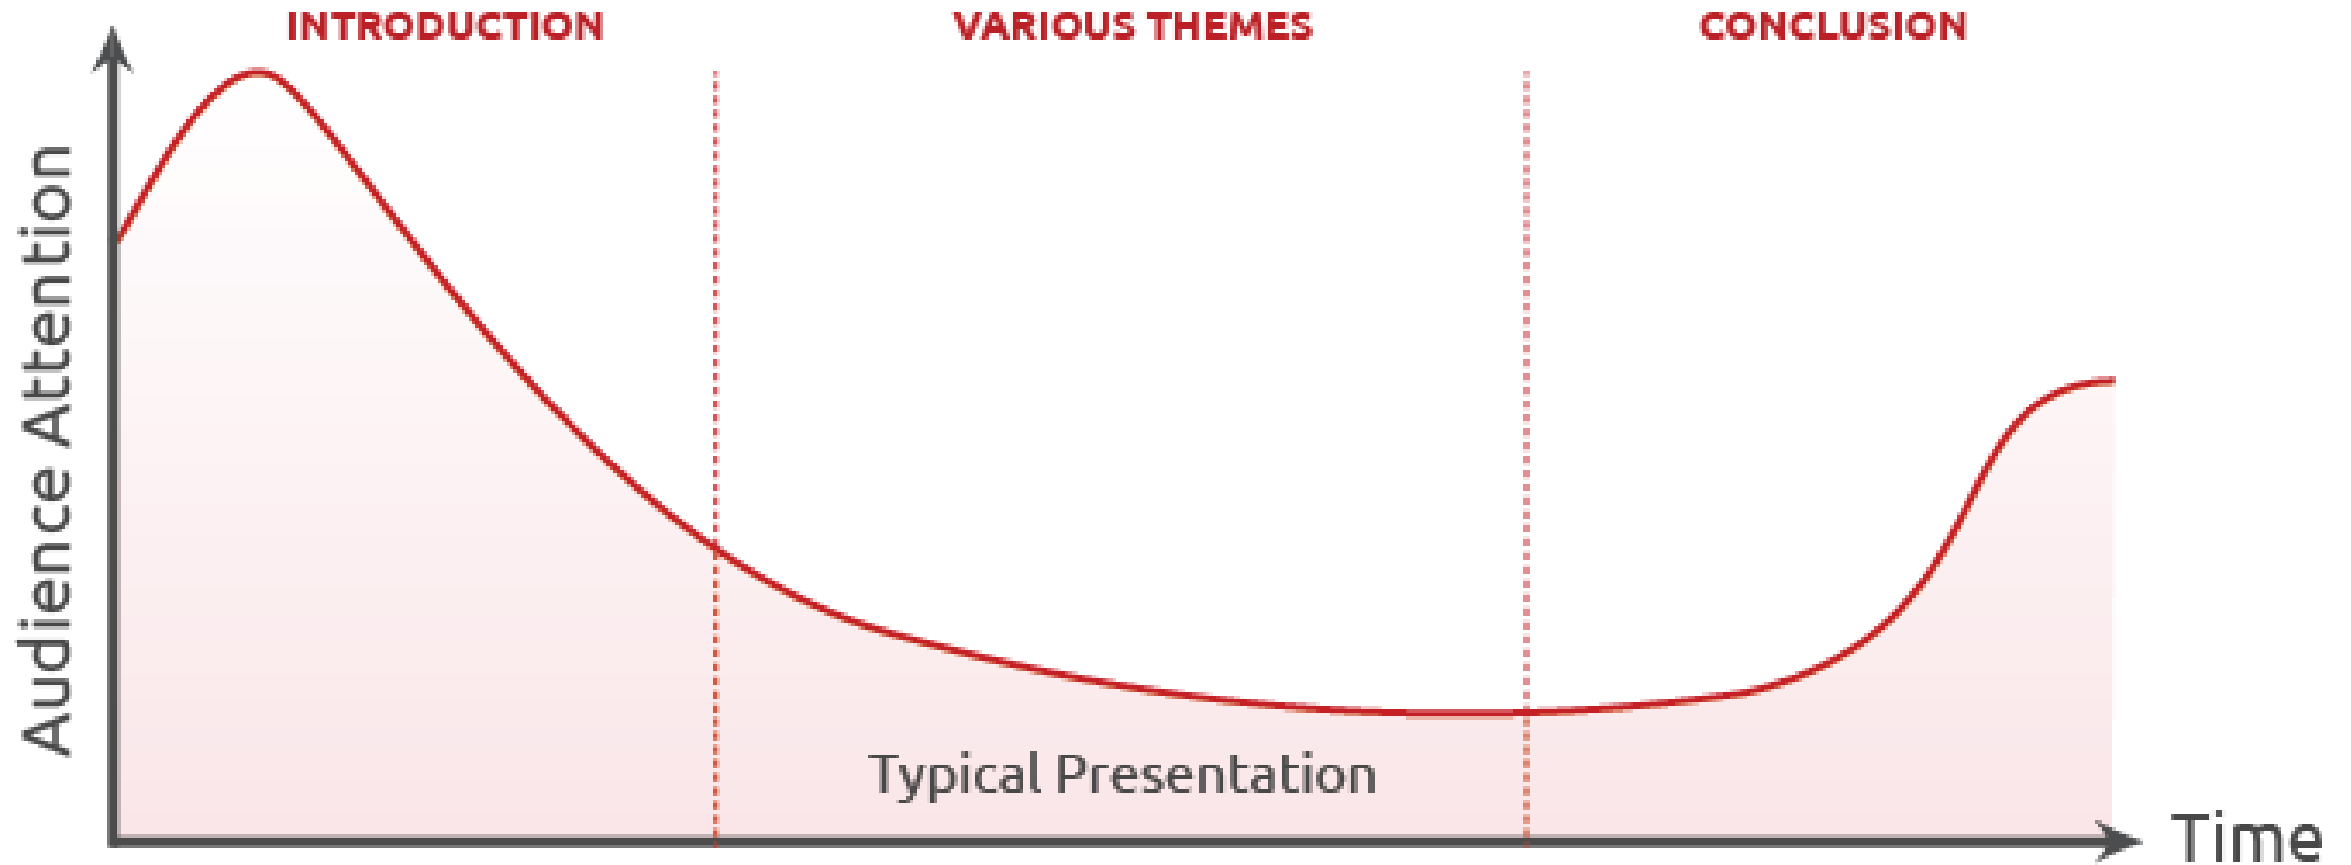 INTRODUCTION
VARIOUS THEMES
CONCLUSION
Audience Attention
Typical Presentation
Time